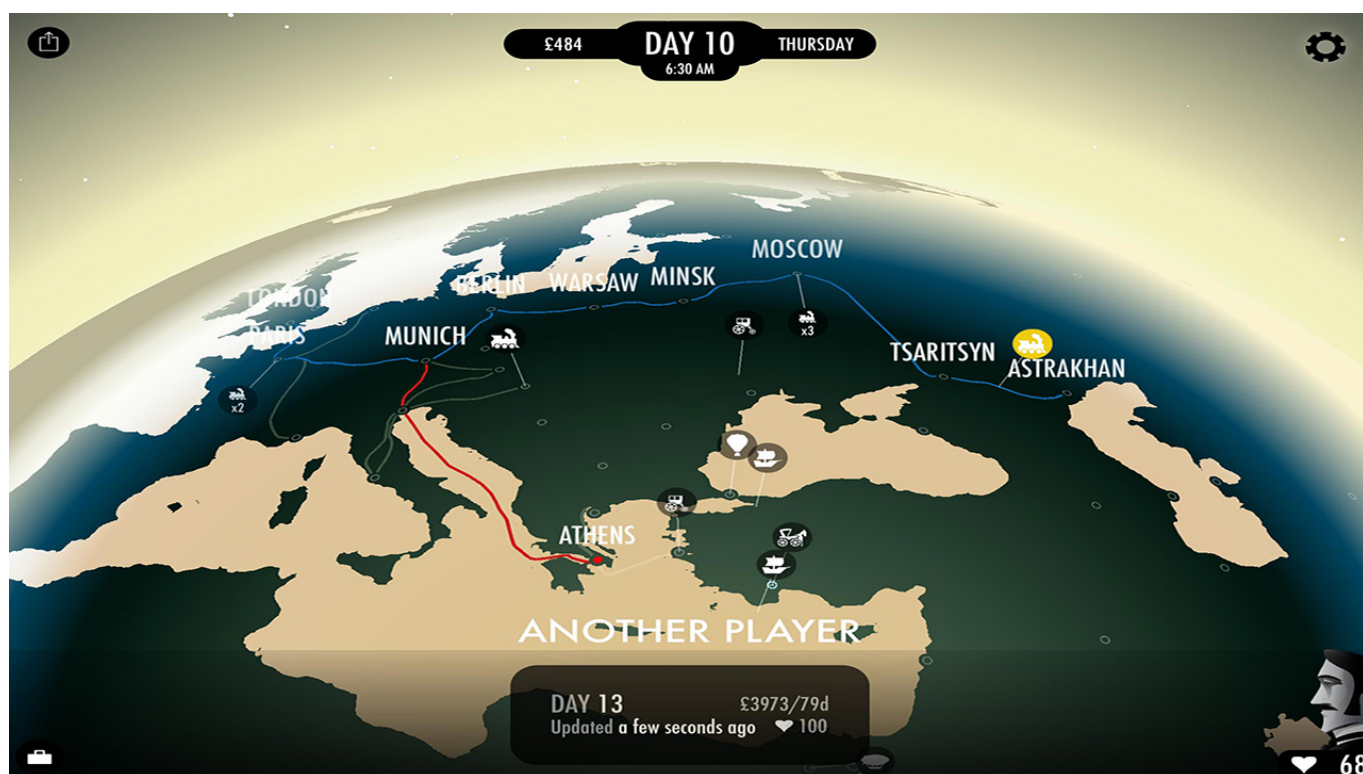 £484
DAY 10
THURSDAY
6:30 AM
MOSCOW
BERLIN
WARSAW
MINSK
LONDON
PARIS
MUNICH
x3
TSARITSYN
ASTRAKHAN
x2
ATHENS
ANOTHER PLAYER
DAY 13
£3973/79d
Updated a few seconds ago
100
68